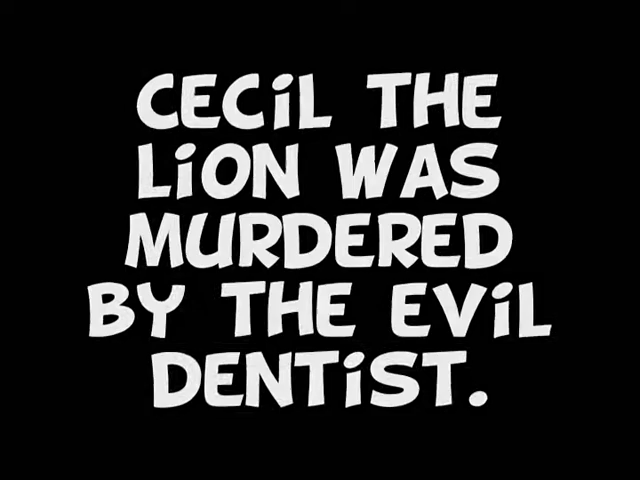 CECiL THE
LiON WAS
MURDERED
BY THE EViL
DENTiST.